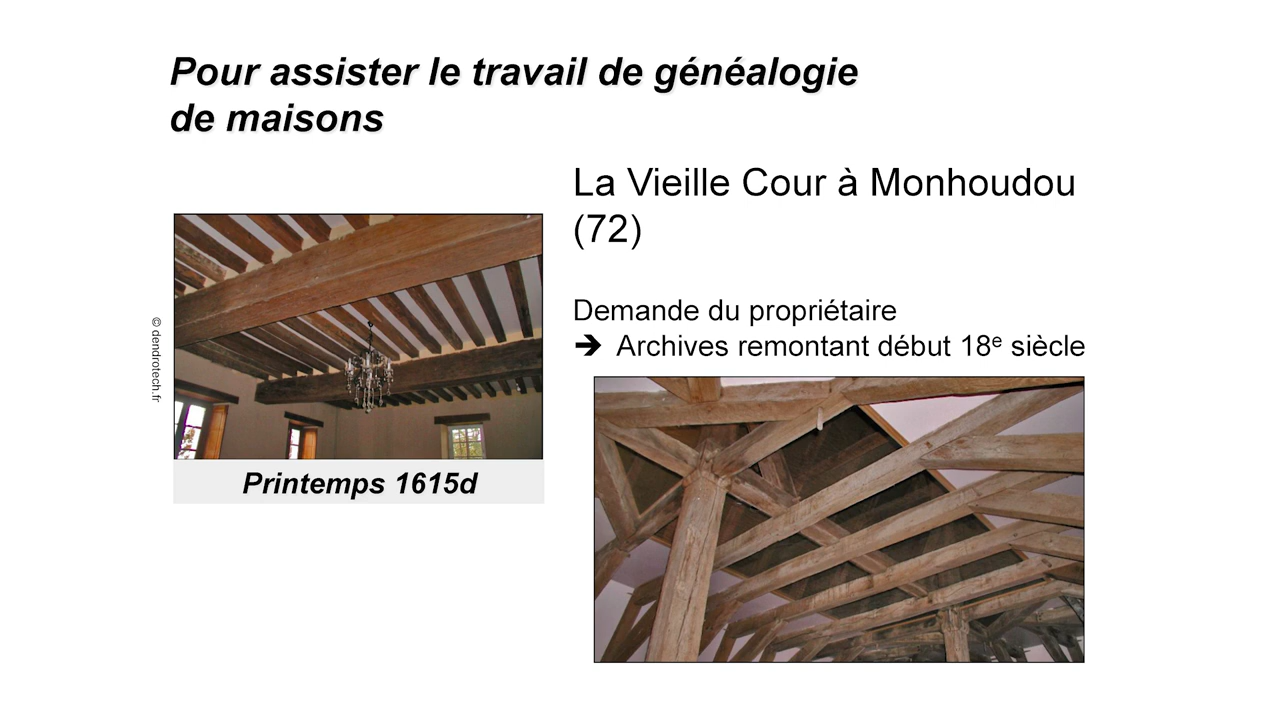 Pour assister le travail de généalogie
de maisons
La Vieille Cour à Monhoudou
(72)
Demande du propriétaire
➔ Archives remontant début 18e siècle
© dendrotech.fr
Printemps 1615d